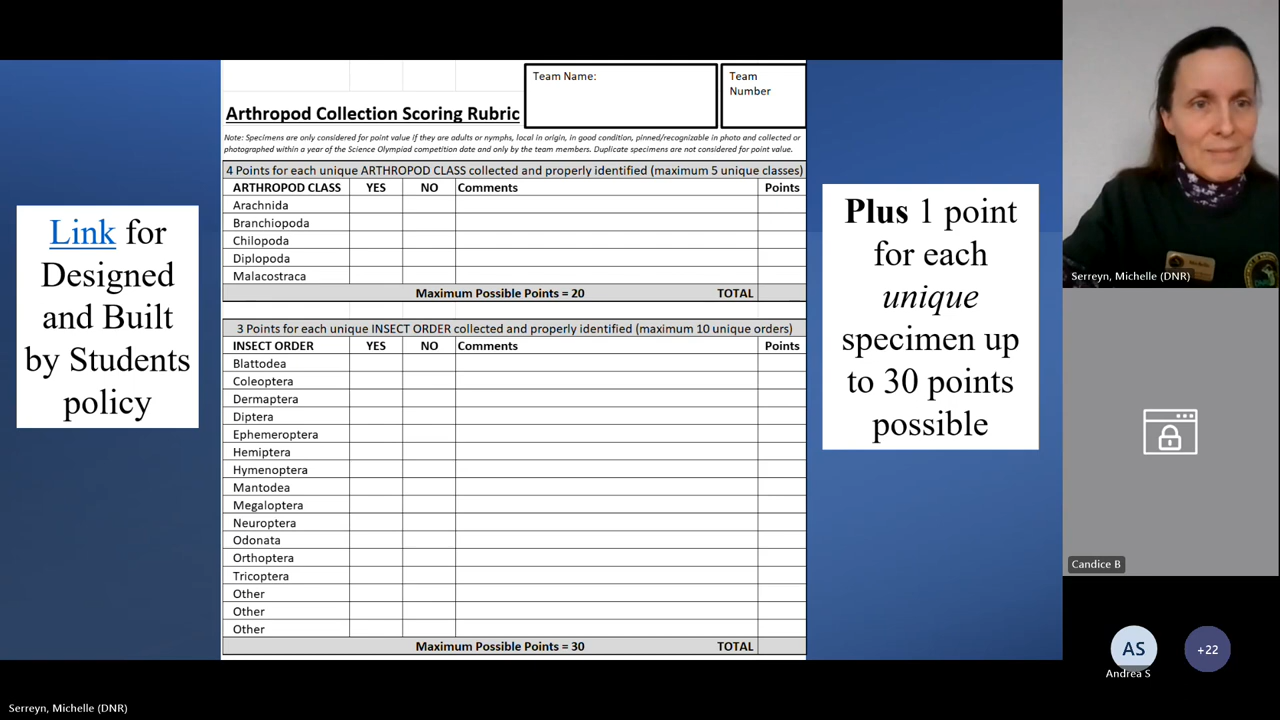 Link for
Designed
and Built
by Students
policy
Team Name:
Team
Number
Arthropod Collection Scoring Rubric
Note: Specimens are only considered for point value if they are adults or nymphs, local in origin, in good condition, pinned/recognizable in photo and collected or
photographed within a year of the Science Olympiad competition date and only by the team members. Duplicate specimens are not considered for point value.
4 Points for each unique ARTHROPOD CLASS collected and properly identified (maximum 5 unique classes)
ARTHROPOD CLASS YES NO Comments Points
Arachnida
Branchiopoda
Chilopoda
Diplopoda
Malacostraca
Maximum Possible Points = 20 TOTAL
3 Points for each unique INSECT ORDER collected and properly identified (maximum 10 unique orders)
INSECT ORDER YES NO Comments Points
Blattodea
Coleoptera
Dermaptera
Diptera
Ephemeroptera
Hemiptera
Hymenoptera
Mantodea
Megaloptera
Neuroptera
Odonata
Orthoptera
Tricoptera
Other
Other
Other
Maximum Possible Points = 30 TOTAL
Plus 1 point
for each
unique
specimen up
to 30 points
possible
Serreyn, Michelle (DNR)
Candice B
AS
Andrea S
+22
Serreyn, Michelle (DNR)